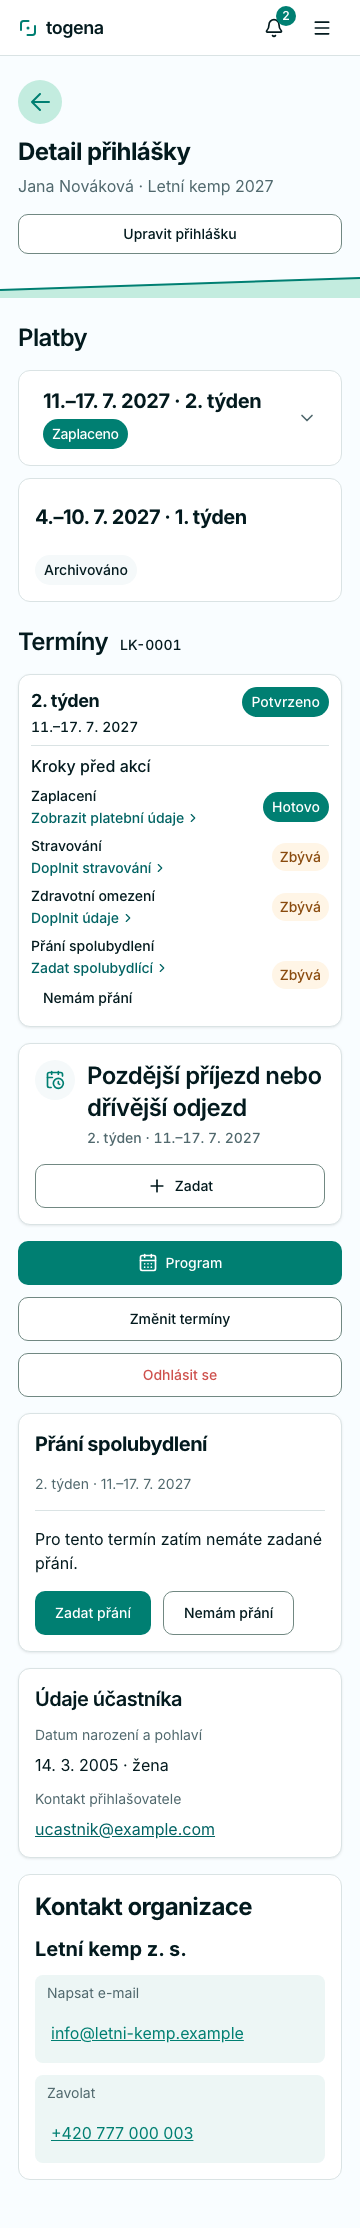 togena
2
Detail přihlášky
Jana Nováková · Letní kemp 2027
Upravit přihlášku
Platby
11.–17. 7. 2027 · 2. týden
Zaplaceno
4.–10. 7. 2027 · 1. týden
Archivováno
Termíny LK-0001
2. týden
Potvrzeno
11.–17. 7. 2027
Kroky před akcí
Zaplacení
Zobrazit platební údaje
Hotovo
Stravování
Doplnit stravování
Zbývá
Zdravotní omezení
Doplnit údaje
Zbývá
Přání spolubydlení
Zadat spolubydlící
Zbývá
Nemám přání
Pozdější příjezd nebo
dřívější odjezd
2. týden · 11.–17. 7. 2027
Zadat
Program
Změnit termíny
Odhlásit se
Přání spolubydlení
2. týden · 11.–17. 7. 2027
Pro tento termín zatím nemáte zadané
přání.
Zadat přání
Nemám přání
Údaje účastníka
Datum narození a pohlaví
14. 3. 2005 · žena
Kontakt přihlašovatele
ucastnik@example.com
Kontakt organizace
Letní kemp z. s.
Napsat e-mail
info@letni-kemp.example
Zavolat
+420 777 000 003